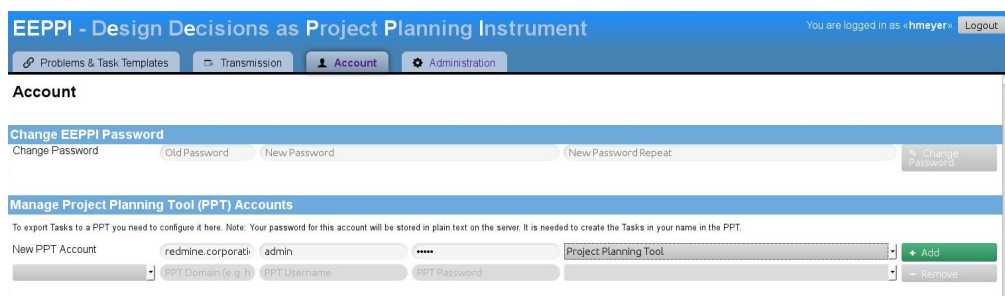 EEPPI - Design Decisions as Project Planning Instrument
You are logged in as «hmeyer» Logout
Problems & Task Templates Transmission Account Administration
Account
Change EEPPI Password
Change Password Old Password New Password New Password Repeat Change Password
Manage Project Planning Tool (PPT) Accounts
To export Tasks to a PPT you need to configure it here. Note: Your password for this account will be stored in plain text on the server. It is needed to create the Tasks in your name in the PPT.
New PPT Account redmine.corporati admin ••••• Project Planning Tool + Add
PPT Domain (e.g. h PPT Username PPT Password − Remove